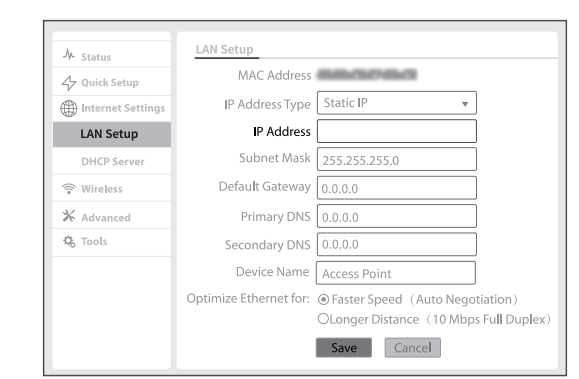 Status
Quick Setup
Internet Settings
LAN Setup
DHCP Server
Wireless
Advanced
Tools
LAN Setup
MAC Address
IP Address Type Static IP
IP Address
Subnet Mask 255.255.255.0
Default Gateway 0.0.0.0
Primary DNS 0.0.0.0
Secondary DNS 0.0.0.0
Device Name Access Point
Optimize Ethernet for: Faster Speed (Auto Negotiation)
Longer Distance (10 Mbps Full Duplex)
Save Cancel